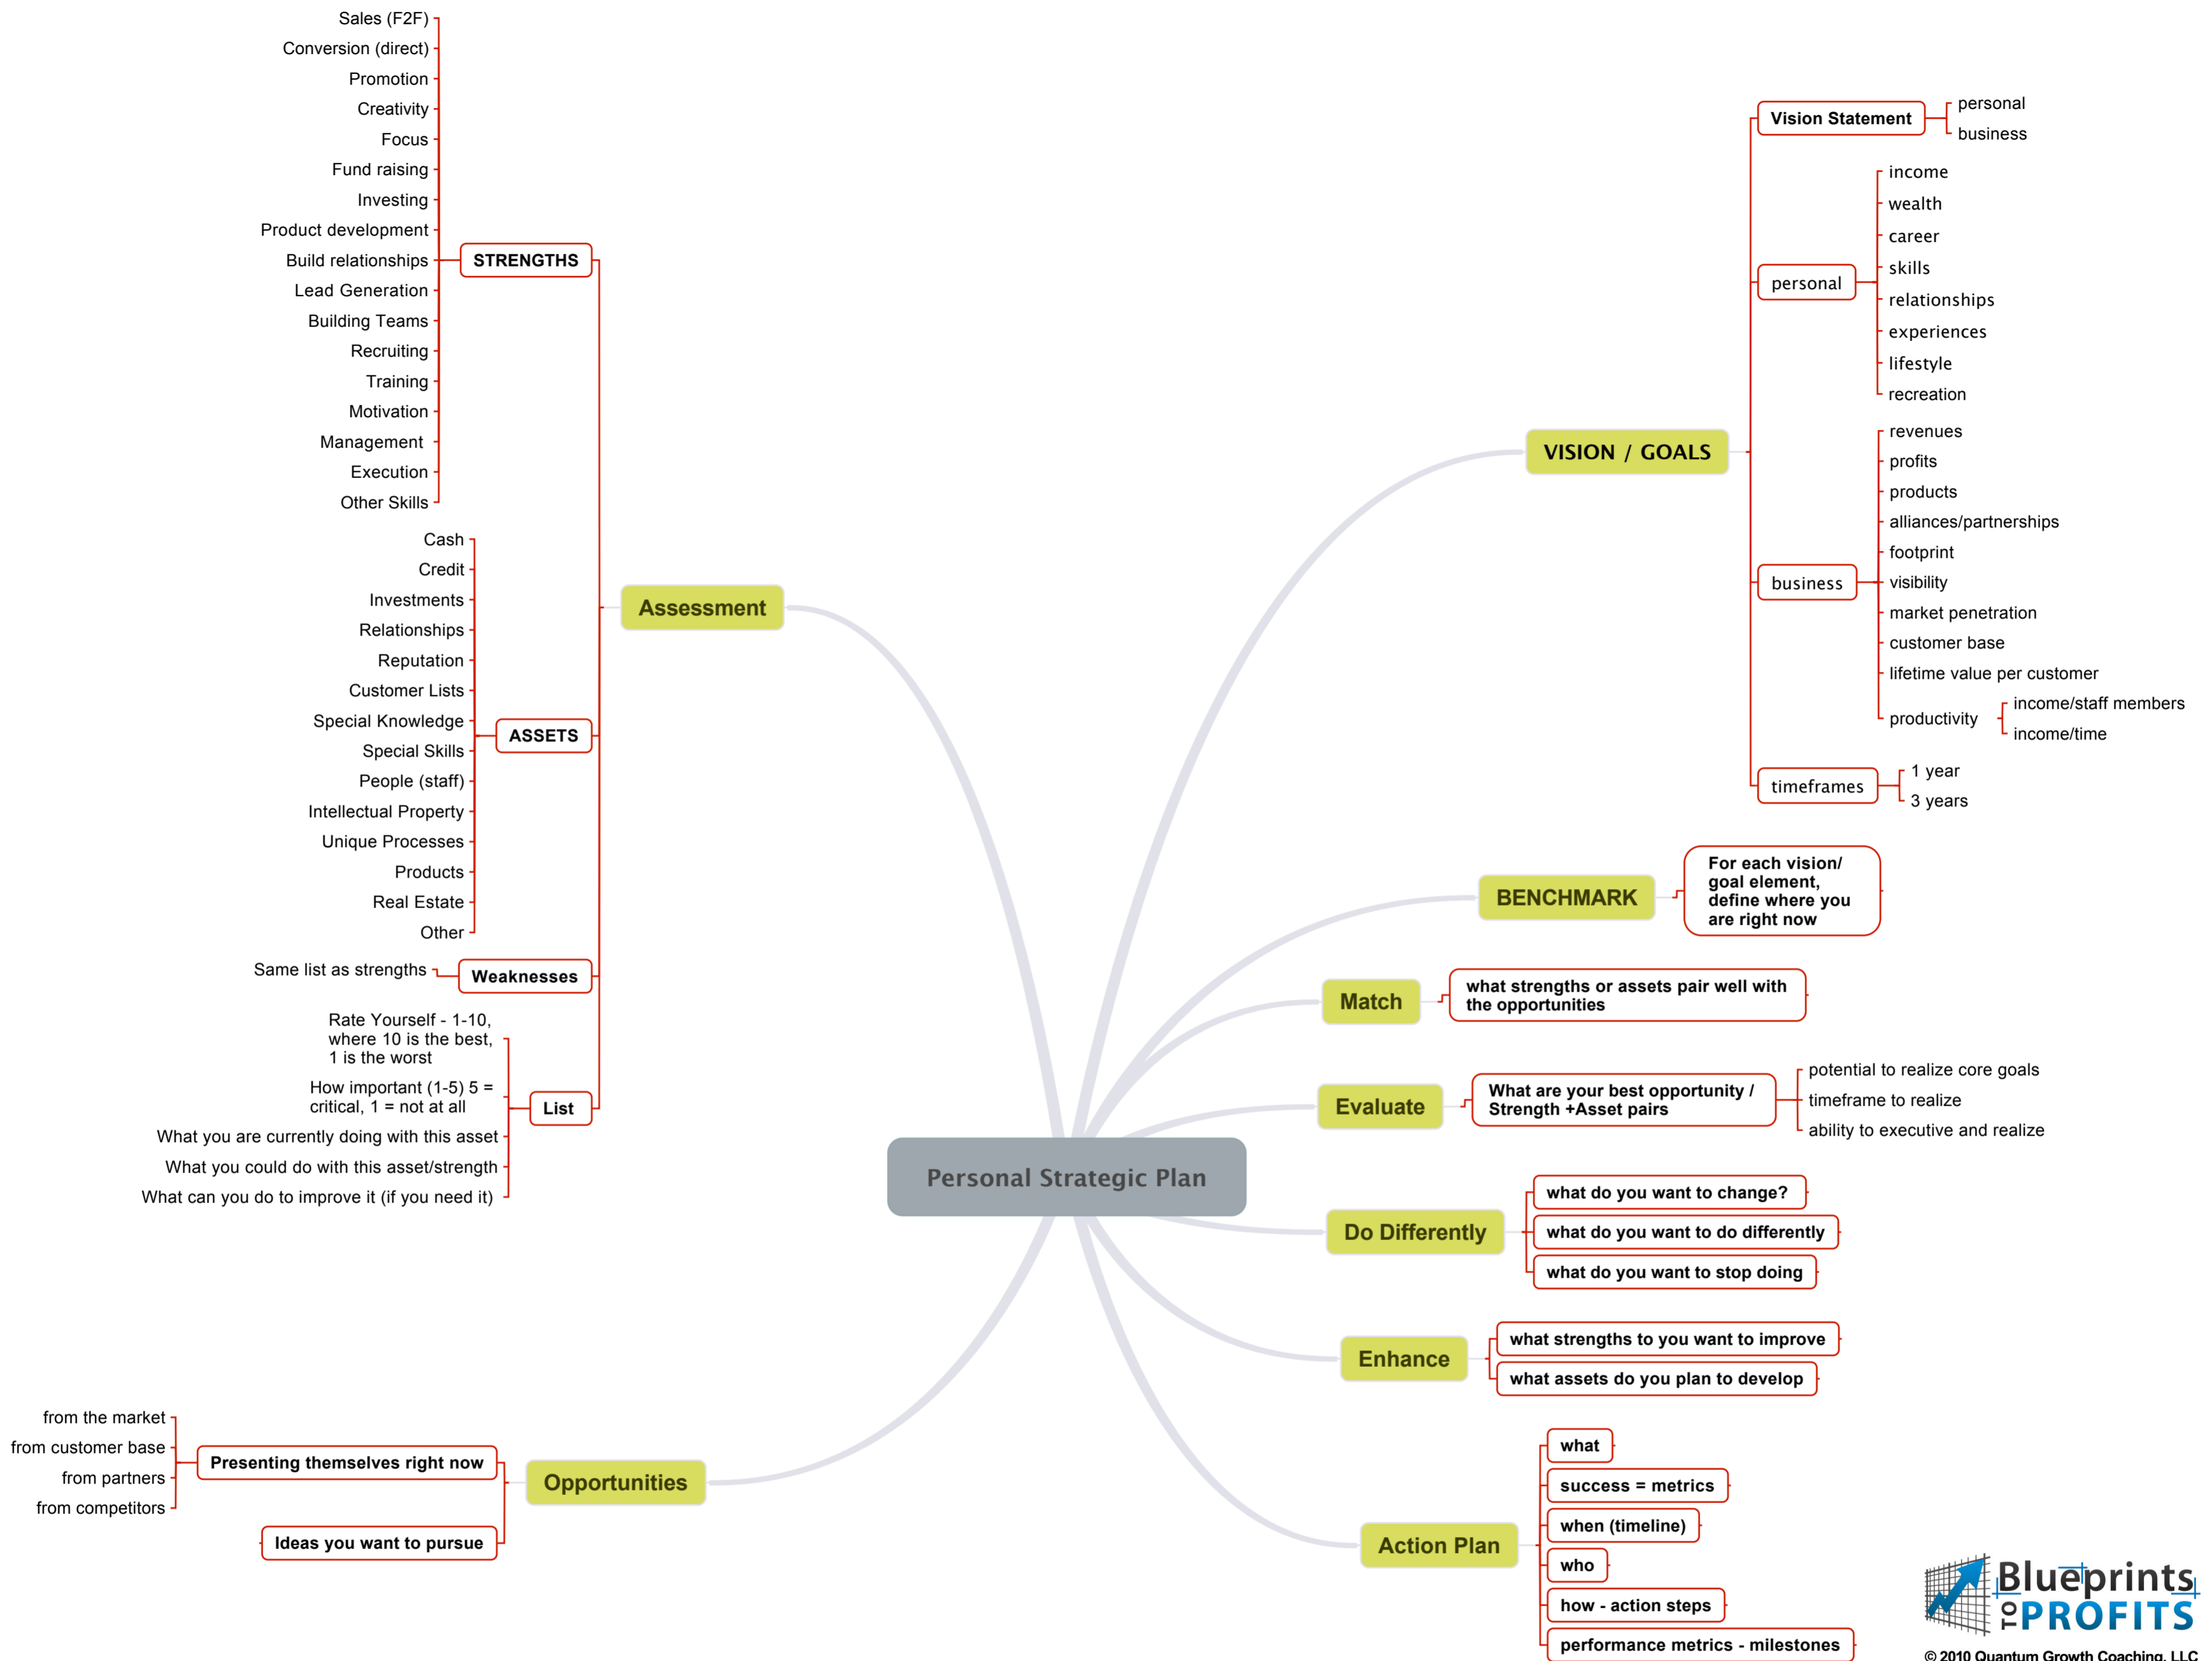 Personal Strategic Plan
VISION / GOALS
Vision Statement
personal
business
personal
income
wealth
career
skills
relationships
experiences
lifestyle
recreation
business
revenues
profits
products
alliances/partnerships
footprint
visibility
market penetration
customer base
lifetime value per customer
productivity
income/staff members
income/time
timeframes
1 year
3 years
BENCHMARK
For each vision/
goal element,
define where you
are right now
Match
what strengths or assets pair well with
the opportunities
Evaluate
What are your best opportunity /
Strength +Asset pairs
potential to realize core goals
timeframe to realize
ability to executive and realize
Do Differently
what do you want to change?
what do you want to do differently
what do you want to stop doing
Enhance
what strengths to you want to improve
what assets do you plan to develop
Action Plan
what
success = metrics
when (timeline)
who
how - action steps
performance metrics - milestones
Assessment
STRENGTHS
Sales (F2F)
Conversion (direct)
Promotion
Creativity
Focus
Fund raising
Investing
Product development
Build relationships
Lead Generation
Building Teams
Recruiting
Training
Motivation
Management
Execution
Other Skills
ASSETS
Cash
Credit
Investments
Relationships
Reputation
Customer Lists
Special Knowledge
Special Skills
People (staff)
Intellectual Property
Unique Processes
Products
Real Estate
Other
Weaknesses
Same list as strengths
List
Rate Yourself - 1-10,
where 10 is the best,
1 is the worst
How important (1-5) 5 =
critical, 1 = not at all
What you are currently doing with this asset
What you could do with this asset/strength
What can you do to improve it (if you need it)
Opportunities
Presenting themselves right now
from the market
from customer base
from partners
from competitors
Ideas you want to pursue
Blueprints
TO PROFITS
© 2010 Quantum Growth Coaching, LLC